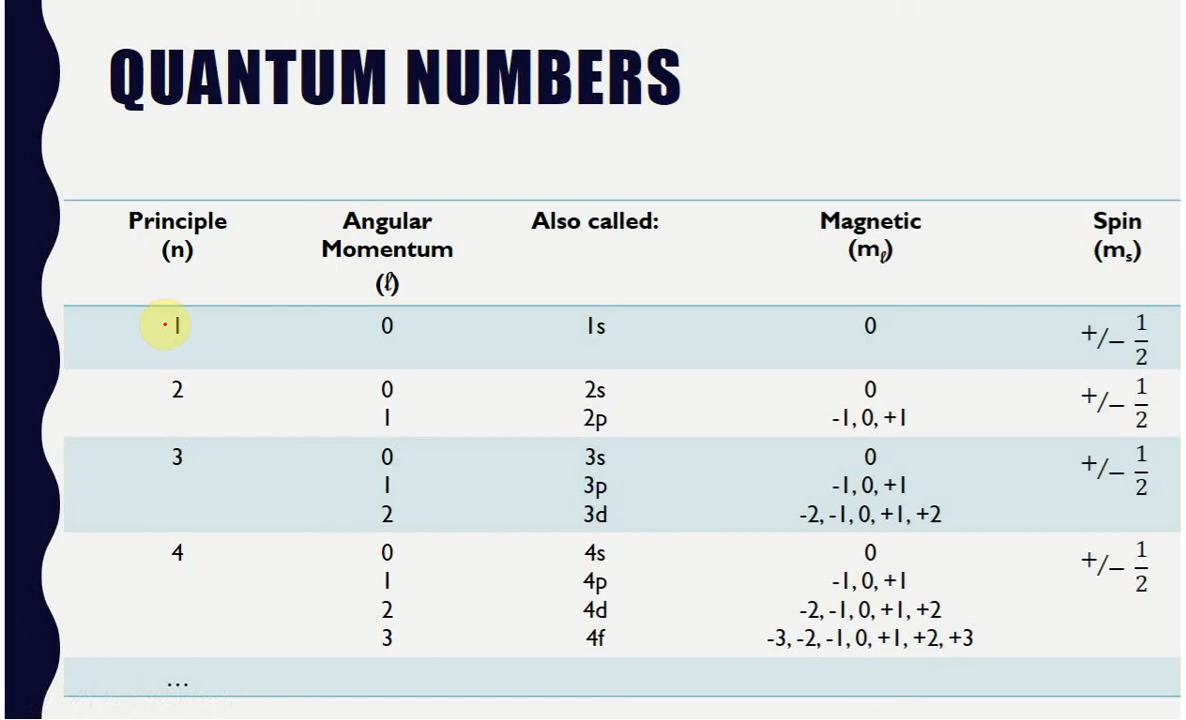 QUANTUM NUMBERS
Principle (n) Angular Momentum (ℓ) Also called: Magnetic (mℓ) Spin (ms)
1 0 1s 0 +/− 1/2
2 0 2s 0 +/− 1/2
1 2p -1, 0, +1
3 0 3s 0 +/− 1/2
1 3p -1, 0, +1
2 3d -2, -1, 0, +1, +2
4 0 4s 0 +/− 1/2
1 4p -1, 0, +1
2 4d -2, -1, 0, +1, +2
3 4f -3, -2, -1, 0, +1, +2, +3
...